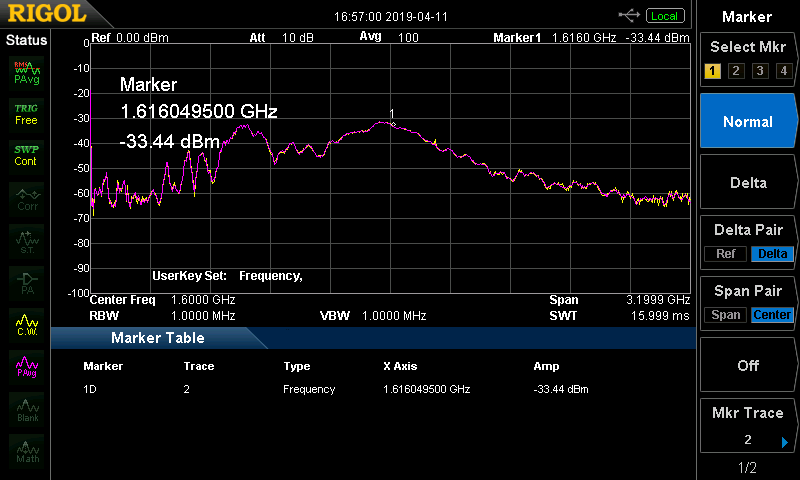 RIGOL
16:57:00 2019-04-11
Local
Marker
Status
Ref 0.00 dBm Att 10 dB Avg 100 Marker1 1.6160 GHz -33.44 dBm
Select Mkr
1 2 3 4
RMS
PAvg
TRIG
Free
SWP
Cont
Corr
S.T.
PA
C.W.
PAvg
Blank
Math
0
-10
-20
-30
-40
-50
-60
-70
-80
-90
-100
Marker
1.616049500 GHz
-33.44 dBm
1
UserKey Set: Frequency,
Center Freq 1.6000 GHz Span 3.1999 GHz
RBW 1.0000 MHz VBW 1.0000 MHz SWT 15.999 ms
Marker Table
Marker Trace Type X Axis Amp
1D 2 Frequency 1.616049500 GHz -33.44 dBm
Normal
Delta
Delta Pair
Ref Delta
Span Pair
Span Center
Off
Mkr Trace
2
1/2